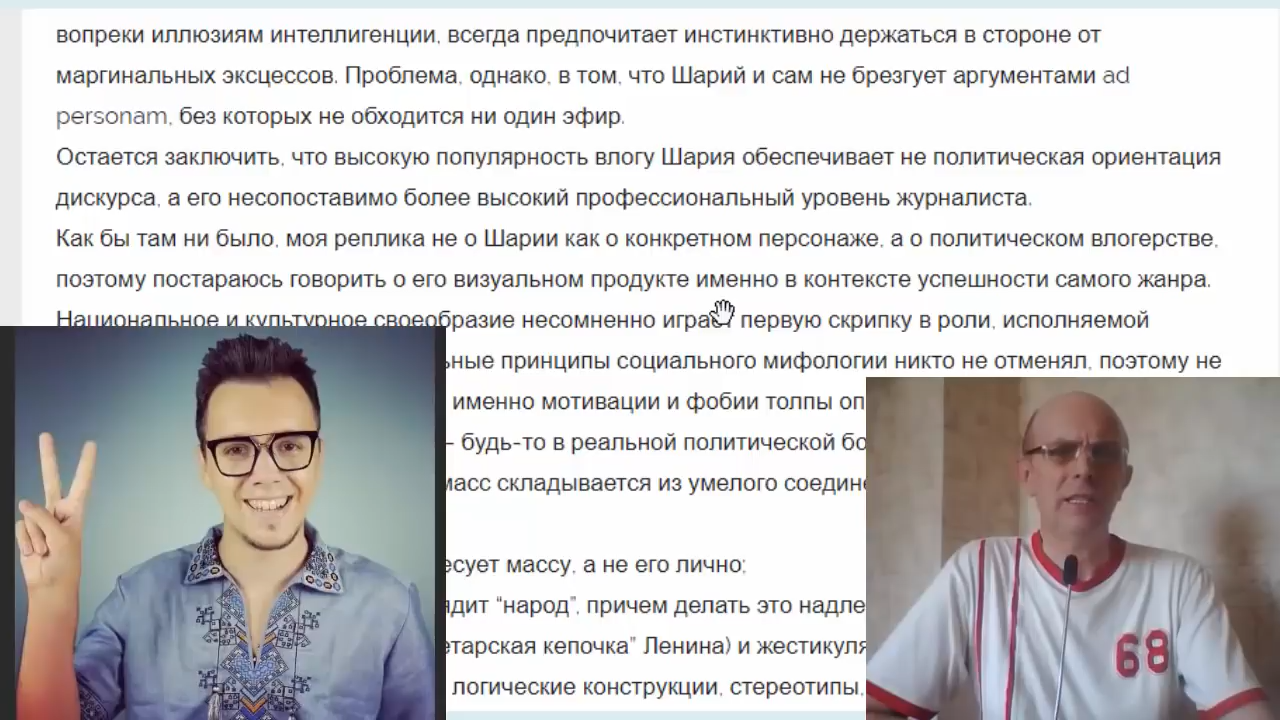 вопреки иллюзиям интеллигенции, всегда предпочитает инстинктивно держаться в стороне от
маргинальных эксцессов. Проблема, однако, в том, что Шарий и сам не брезгует аргументами ad
personam, без которых не обходится ни один эфир.
Остается заключить, что высокую популярность влогу Шария обеспечивает не политическая ориентация
дискурса, а его несопоставимо более высокий профессиональный уровень журналиста.
Как бы там ни было, моя реплика не о Шарии как о конкретном персонаже, а о политическом влогерстве,
поэтому постараюсь говорить о его визуальном продукте именно в контексте успешности самого жанра.
Национальное и культурное своеобразие несомненно играет первую скрипку в роли, исполняемой
принципы социального мифологии никто не отменял, поэтому не
именно мотивации и фобии толпы
– будь-то в реальной политической
масс складывается из умелого
массу, а не его лично;
“народ”, причем делать это
кепочка” Ленина) и
логические конструкции, стереотипы,
68